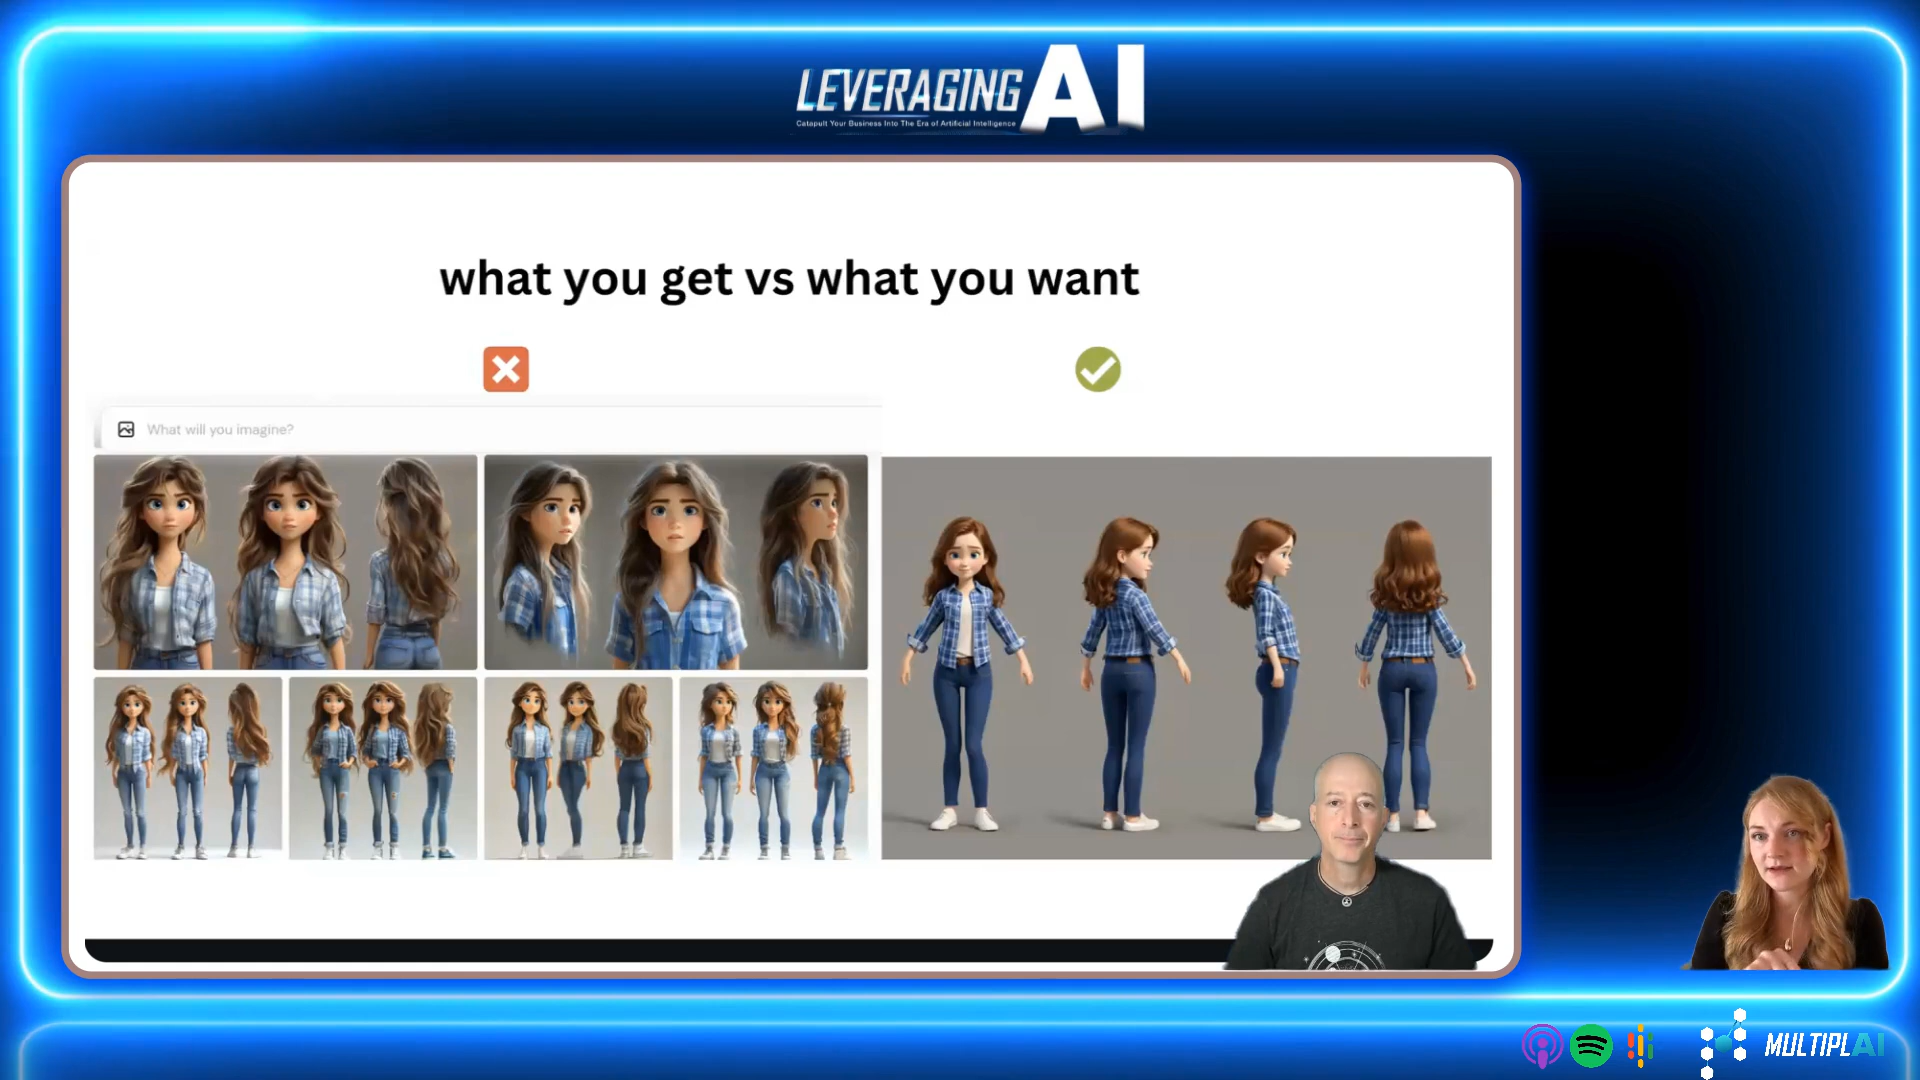 LEVERAGING AI
Catapult Your Business Into The Era of Artificial Intelligence
what you get vs what you want
What will you imagine?
MULTIPLAI